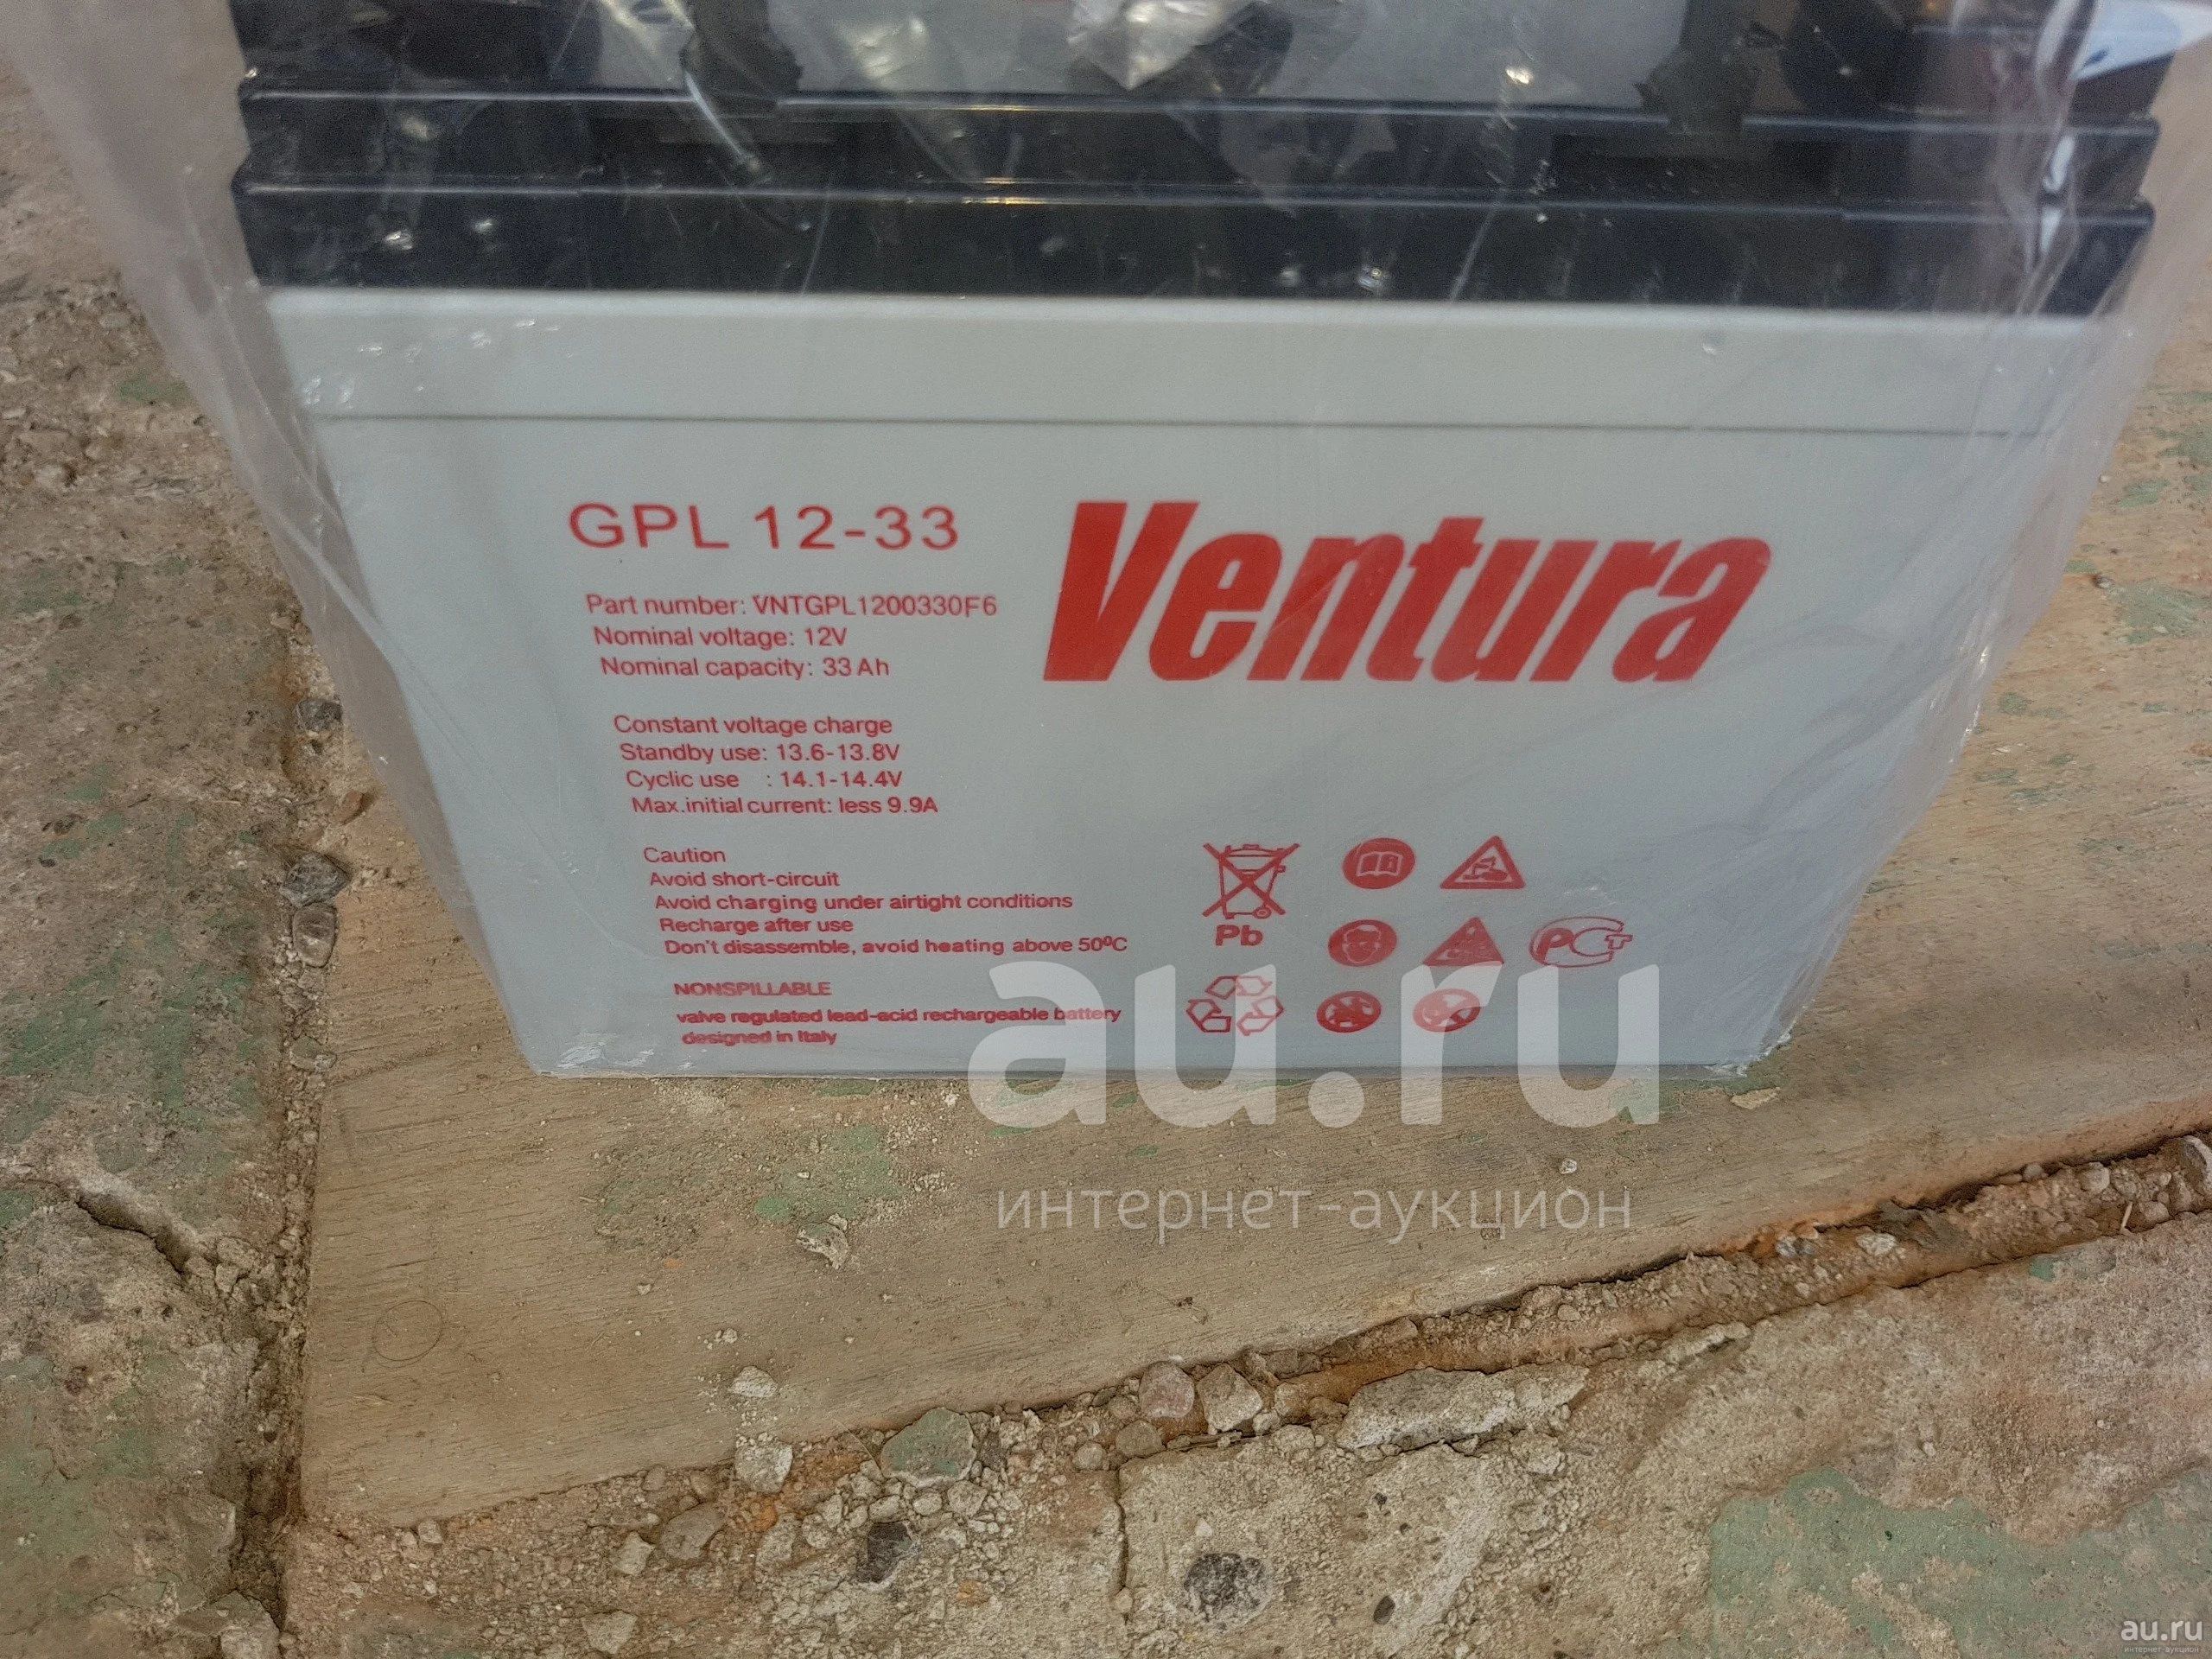 GPL 12-33
Ventura
Part number: VNTGPL1200330F6
Nominal voltage: 12V
Nominal capacity: 33 Ah
Constant voltage charge
Standby use: 13.6-13.8V
Cyclic use : 14.1-14.4V
Max.initial current: less 9.9A
Caution
Avoid short-circuit
Avoid charging under airtight conditions
Recharge after use
Don't disassemble, avoid heating above 50ºC
NONSPILLABLE
valve regulated lead-acid rechargeable battery
designed in Italy
Pb
РСТ
au.ru
интернет-аукцион
au.ru
интернет-аукцион